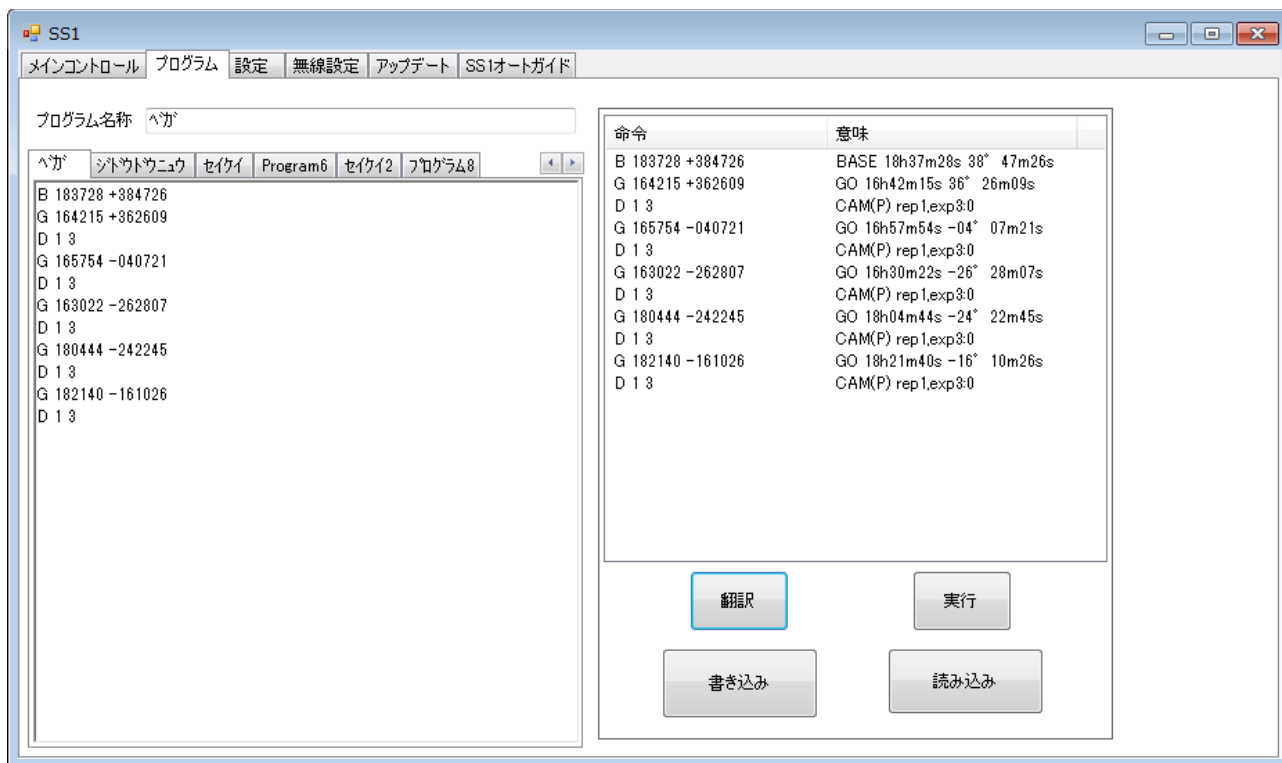 SS1
メインコントロール プログラム 設定 無線設定 アップデート SS1オートガイド
プログラム名称 ﾍﾞｶﾞ
ﾍﾞｶﾞ ｼﾞﾄﾞｳﾄﾞｳﾆｭｳ ｾｲｹｲ Program6 ｾｲｹｲ2 ﾌﾟﾛｸﾞﾗﾑ8
B 183728 +384726
G 164215 +362609
D 1 3
G 165754 -040721
D 1 3
G 163022 -262807
D 1 3
G 180444 -242245
D 1 3
G 182140 -161026
D 1 3
命令 意味
B 183728 +384726 BASE 18h37m28s 38° 47m26s
G 164215 +362609 GO 16h42m15s 36° 26m09s
D 1 3 CAM(P) rep1,exp3:0
G 165754 -040721 GO 16h57m54s -04° 07m21s
D 1 3 CAM(P) rep1,exp3:0
G 163022 -262807 GO 16h30m22s -26° 28m07s
D 1 3 CAM(P) rep1,exp3:0
G 180444 -242245 GO 18h04m44s -24° 22m45s
D 1 3 CAM(P) rep1,exp3:0
G 182140 -161026 GO 18h21m40s -16° 10m26s
D 1 3 CAM(P) rep1,exp3:0
翻訳 実行
書き込み 読み込み